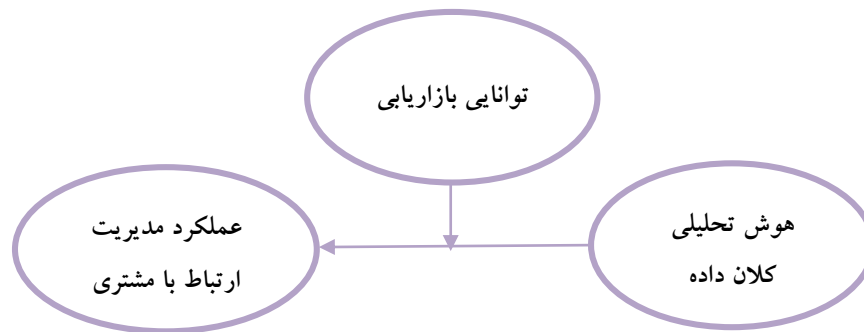 توانایی بازاریابی
هوش تحلیلی
کلان داده
عملکرد مدیریت
ارتباط با مشتری